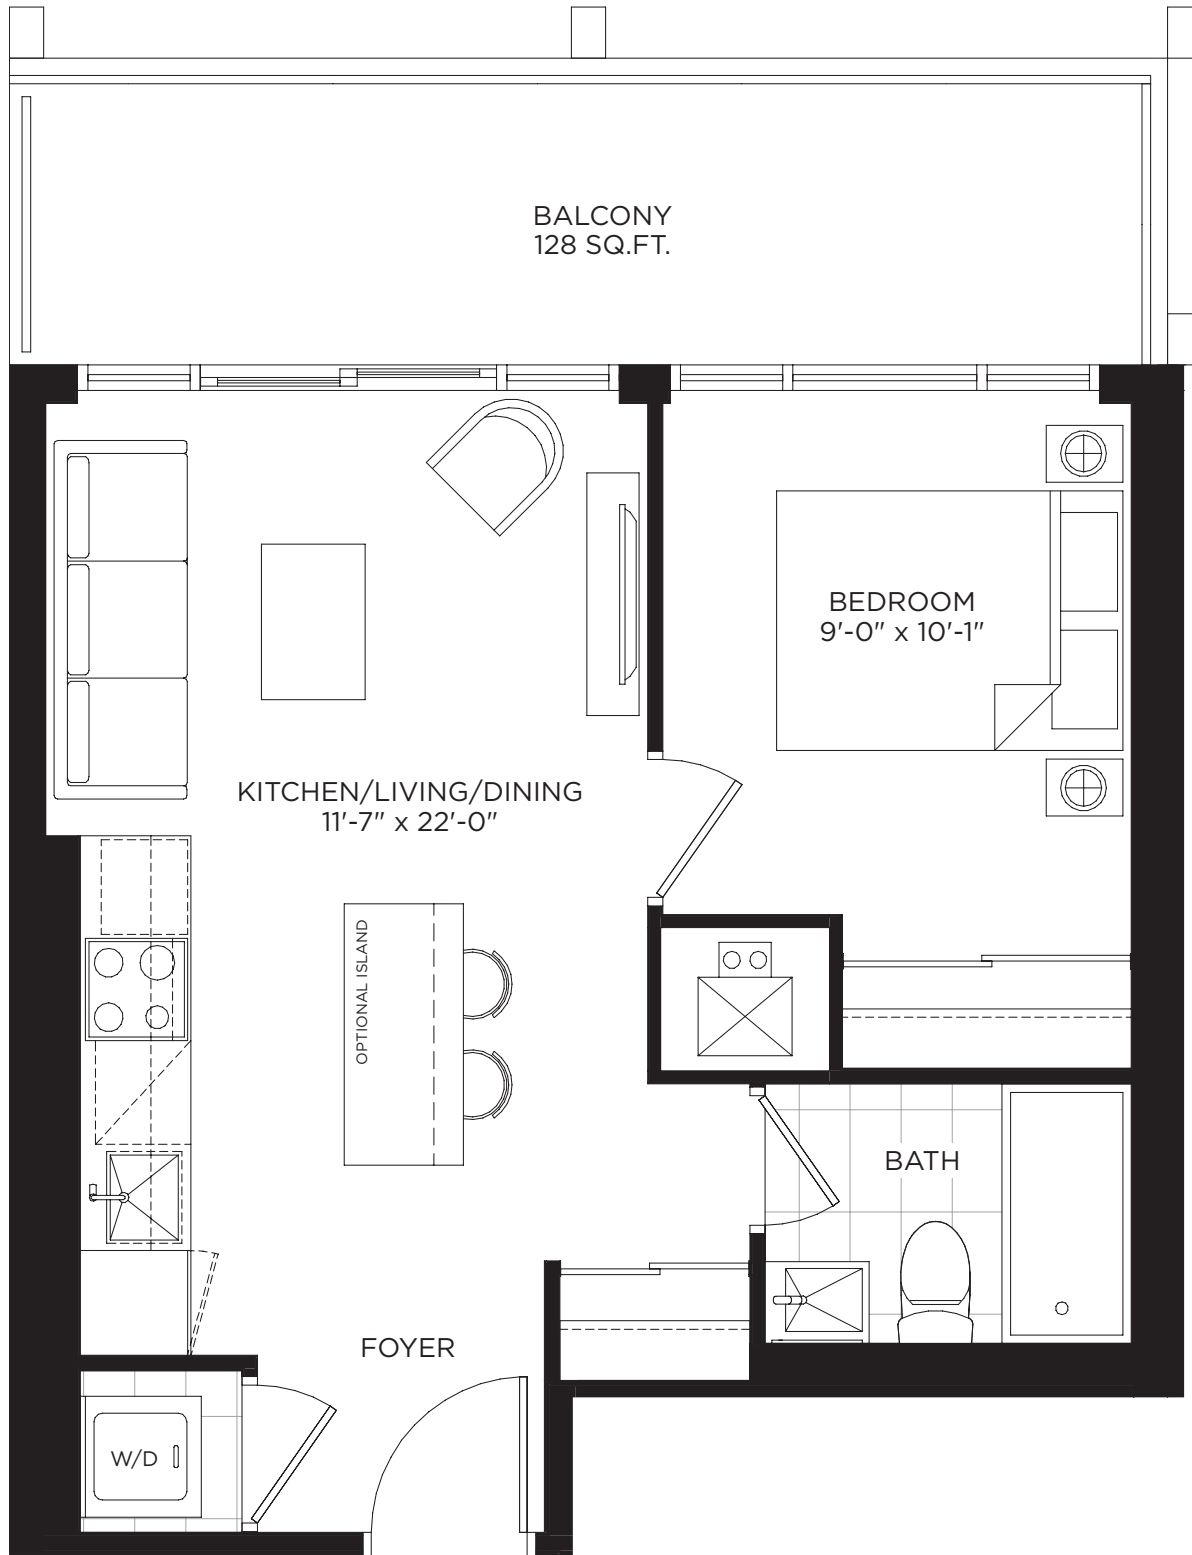 BALCONY
128 SQ.FT.
BEDROOM
9'-0" x 10'-1"
KITCHEN/LIVING/DINING
11'-7" x 22'-0"
OPTIONAL ISLAND
BATH
FOYER
W/D